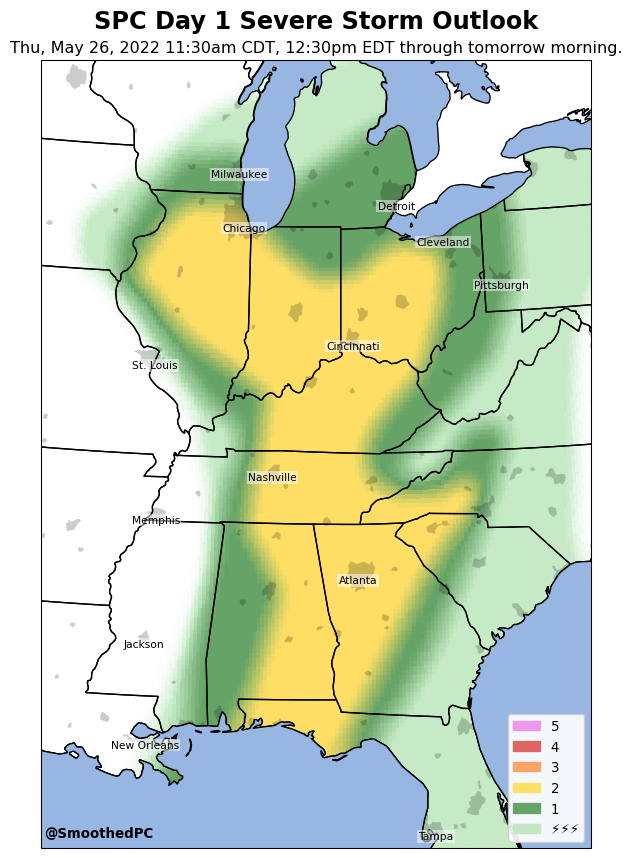 SPC Day 1 Severe Storm Outlook
Thu, May 26, 2022 11:30am CDT, 12:30pm EDT through tomorrow morning.
Milwaukee
Detroit
Chicago
Cleveland
Pittsburgh
Cincinnati
St. Louis
Nashville
Memphis
Atlanta
Jackson
New Orleans
Tampa
5
4
3
2
1
⚡⚡⚡
@SmoothedPC